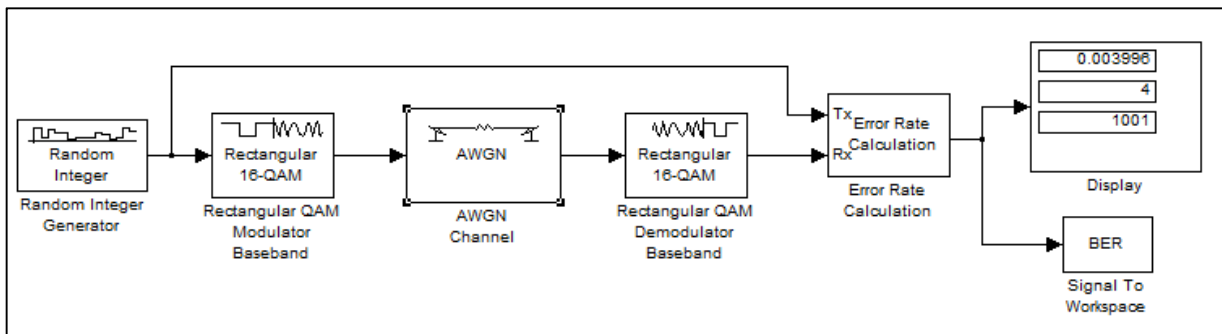 Random
Integer
Random Integer
Generator
Rectangular
16-QAM
Rectangular QAM
Modulator
Baseband
AWGN
AWGN
Channel
Rectangular
16-QAM
Rectangular QAM
Demodulator
Baseband
Tx
Rx
Error Rate
Calculation
Error Rate
Calculation
0.003996
4
1001
Display
BER
Signal To
Workspace